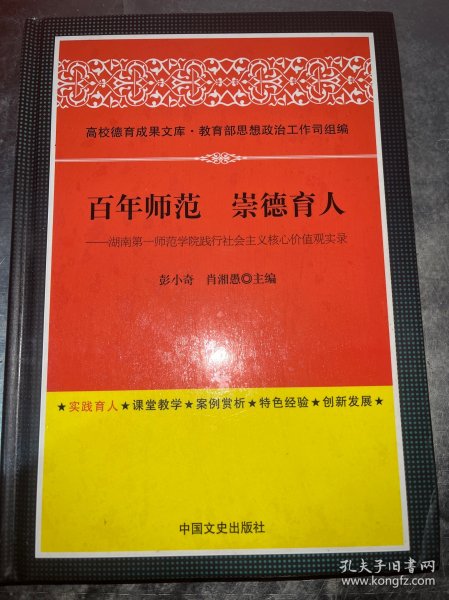 高校德育成果文库·教育部思想政治工作司组编
百年师范 崇德育人
——湖南第一师范学院践行社会主义核心价值观实录
彭小奇 肖湘愚◎主编
★实践育人★课堂教学★案例赏析★特色经验★创新发展★
中国文史出版社
孔夫子旧书网
www.kongfz.com